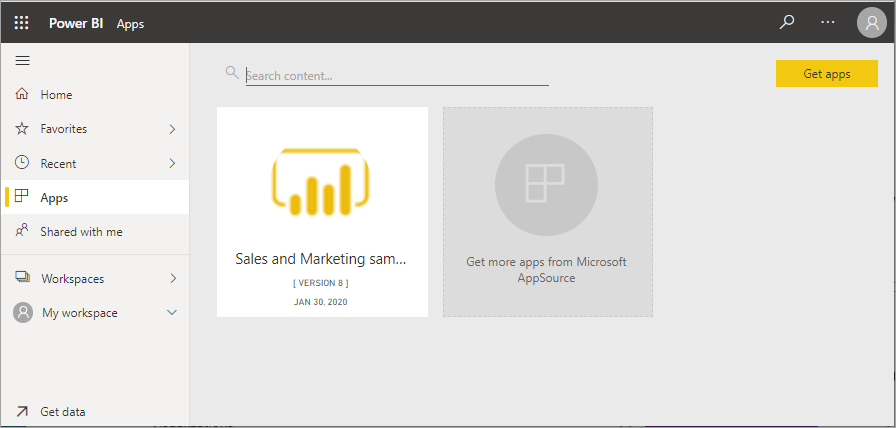 Power BI Apps
Search content...
Get apps
Home
Favorites
Recent
Apps
Shared with me
Workspaces
My workspace
Get data
Sales and Marketing sam...
[ VERSION 8 ]
JAN 30, 2020
Get more apps from Microsoft
AppSource